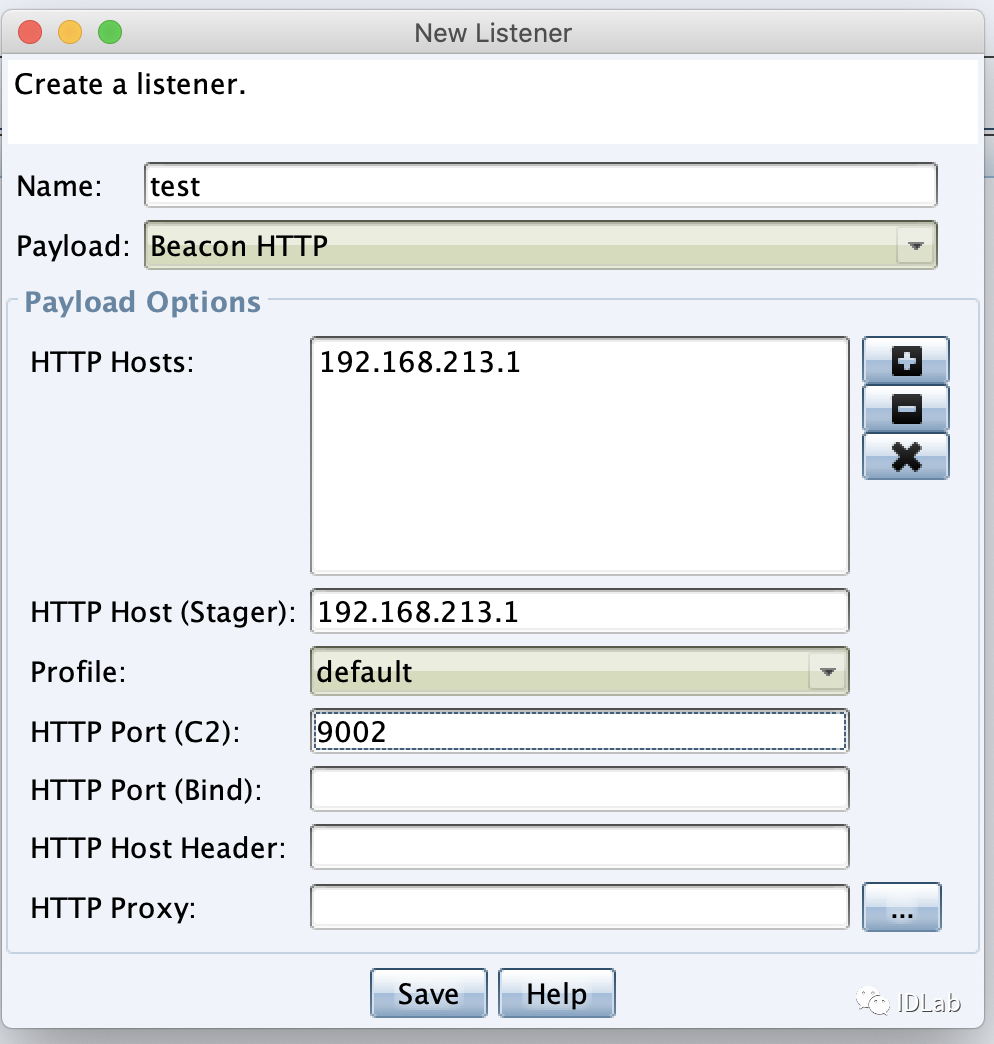 New Listener
Create a listener.
Name: test
Payload: Beacon HTTP
Payload Options
HTTP Hosts: 192.168.213.1
HTTP Host (Stager): 192.168.213.1
Profile: default
HTTP Port (C2): 9002
HTTP Port (Bind):
HTTP Host Header:
HTTP Proxy: ...
Save Help
IDLab